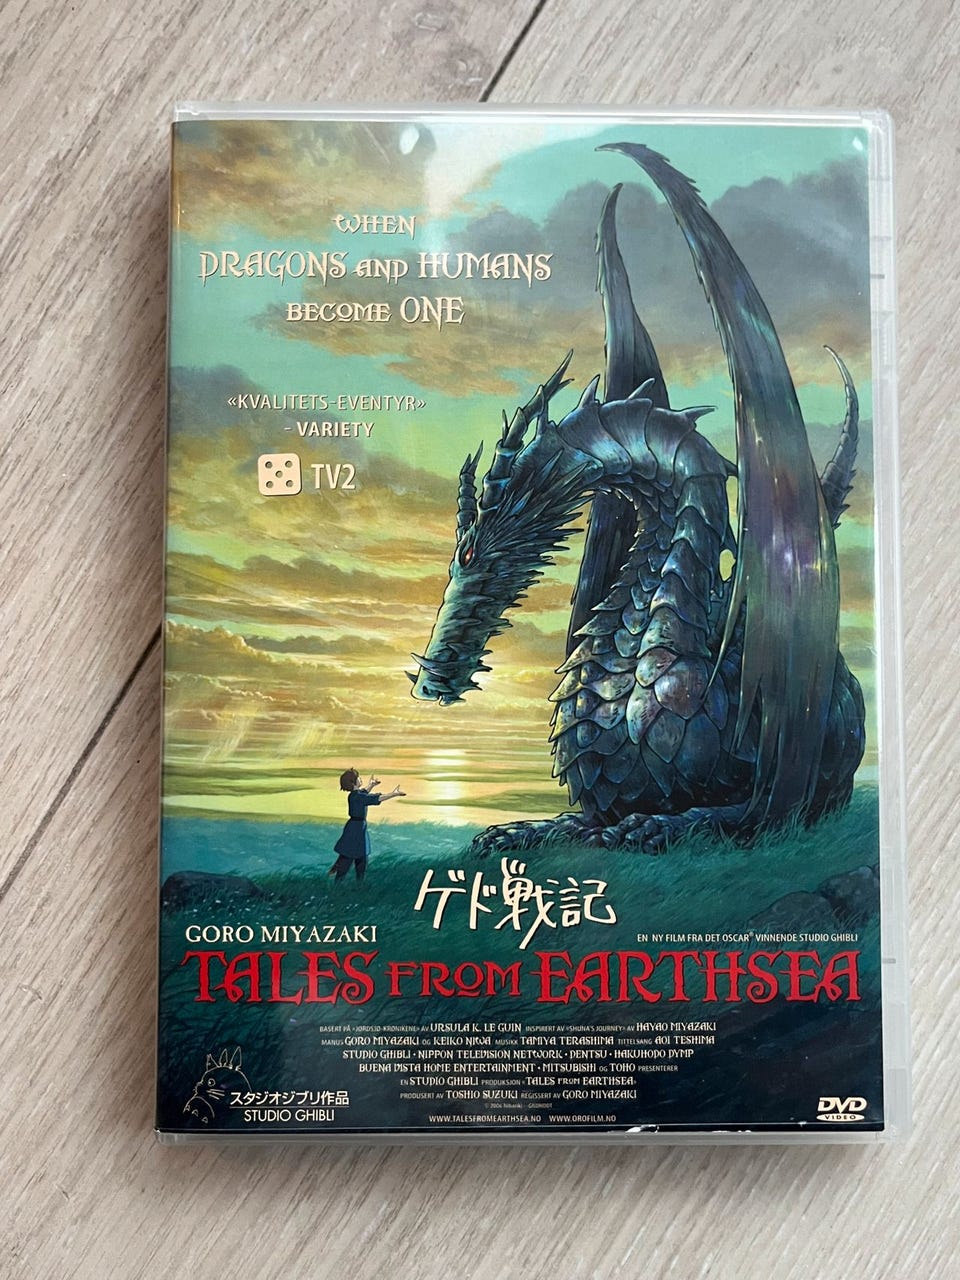 WHEN
DRAGONS AND HUMANS
BECOME ONE
«KVALITETS-EVENTYR»
- VARIETY
TV2
ゲド戦記
GORO MIYAZAKI
EN NY FILM FRA DET OSCAR® VINNENDE STUDIO GHIBLI
TALES FROM EARTHSEA
BASERT PÅ «JORDSJØ-KRØNIKENE» AV URSULA K. LE GUIN INSPIRERT AV «SHUNA'S JOURNEY» AV HAYAO MIYAZAKI
MANUS GORO MIYAZAKI OG KEIKO NIWA MUSIKK TAMIYA TERASHIMA TITTELSANG AOI TESHIMA
STUDIO GHIBLI • NIPPON TELEVISION NETWORK • DENTSU • HAKUHODO DYMP
BUENA VISTA HOME ENTERTAINMENT • MITSUBISHI OG TOHO PRESENTERER
EN STUDIO GHIBLI PRODUKSJON «TALES FROM EARTHSEA»
PRODUSERT AV TOSHIO SUZUKI REGISSERT AV GORO MIYAZAKI
© 2006 Nibariki - GNDHDDT
WWW.TALESFROMEARTHSEA.NO WWW.OROFILM.NO
スタジオジブリ作品
STUDIO GHIBLI
DVD
VIDEO